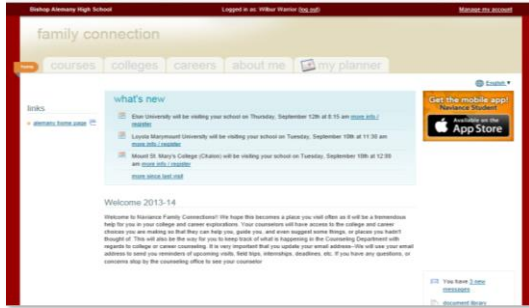 Bishop Alemany High School Logged in as: Wilbur Warrior (log out) Manage my account
family connection
home courses colleges careers about me my planner
English
links
alemany home page
what's new
Elon University will be visiting your school on Thursday, September 12th at 8:15 am more info /
register
Loyola Marymount University will be visiting your school on Tuesday, September 10th at 11:30 am
more info / register
Mount St. Mary's College (Chalon) will be visiting your school on Tuesday, September 10th at 12:00
am more info / register
more since last visit
Get the mobile app!
Naviance Student
Available on the
App Store
Welcome 2013-14
Welcome to Naviance Family Connections!! We hope this becomes a place you visit often as it will be a tremendous
help for you in your college and career explorations. Your counselors will have access to the college and career
choices you are making so that they can help you, guide you, and even suggest some things, or places you hadn't
thought of. This will also be the way for you to keep track of what is happening in the Counseling Department with
regards to college or career counseling. It is very important that you update your email address--We will use your email
address to send you reminders of upcoming visits, field trips, internships, deadlines, etc. If you have any questions, or
concerns stop by the counseling office to see your counselor
You have 3 new
messages
document library